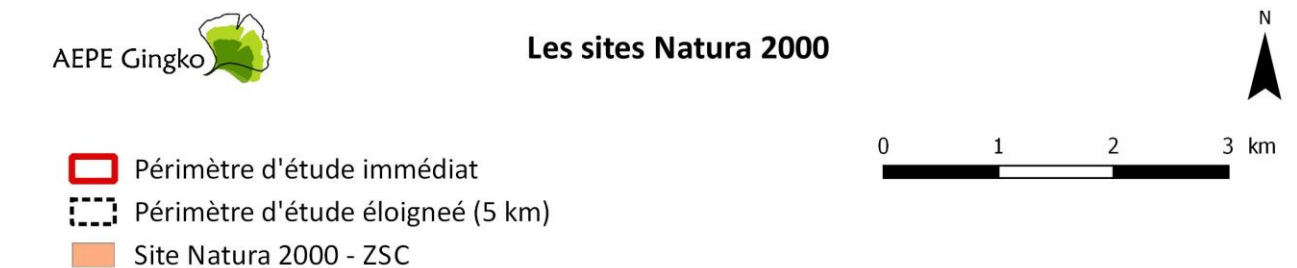 AEPE Gingko
Les sites Natura 2000
N
0 1 2 3 km
Périmètre d'étude immédiat
Périmètre d'étude éloigneé (5 km)
Site Natura 2000 - ZSC